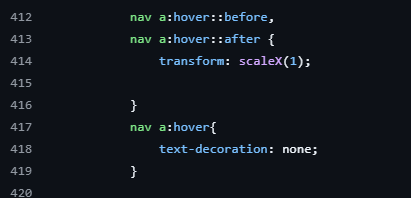 412 nav a:hover::before,
413 nav a:hover::after {
414 transform: scaleX(1);
415
416 }
417 nav a:hover{
418 text-decoration: none;
419 }
420